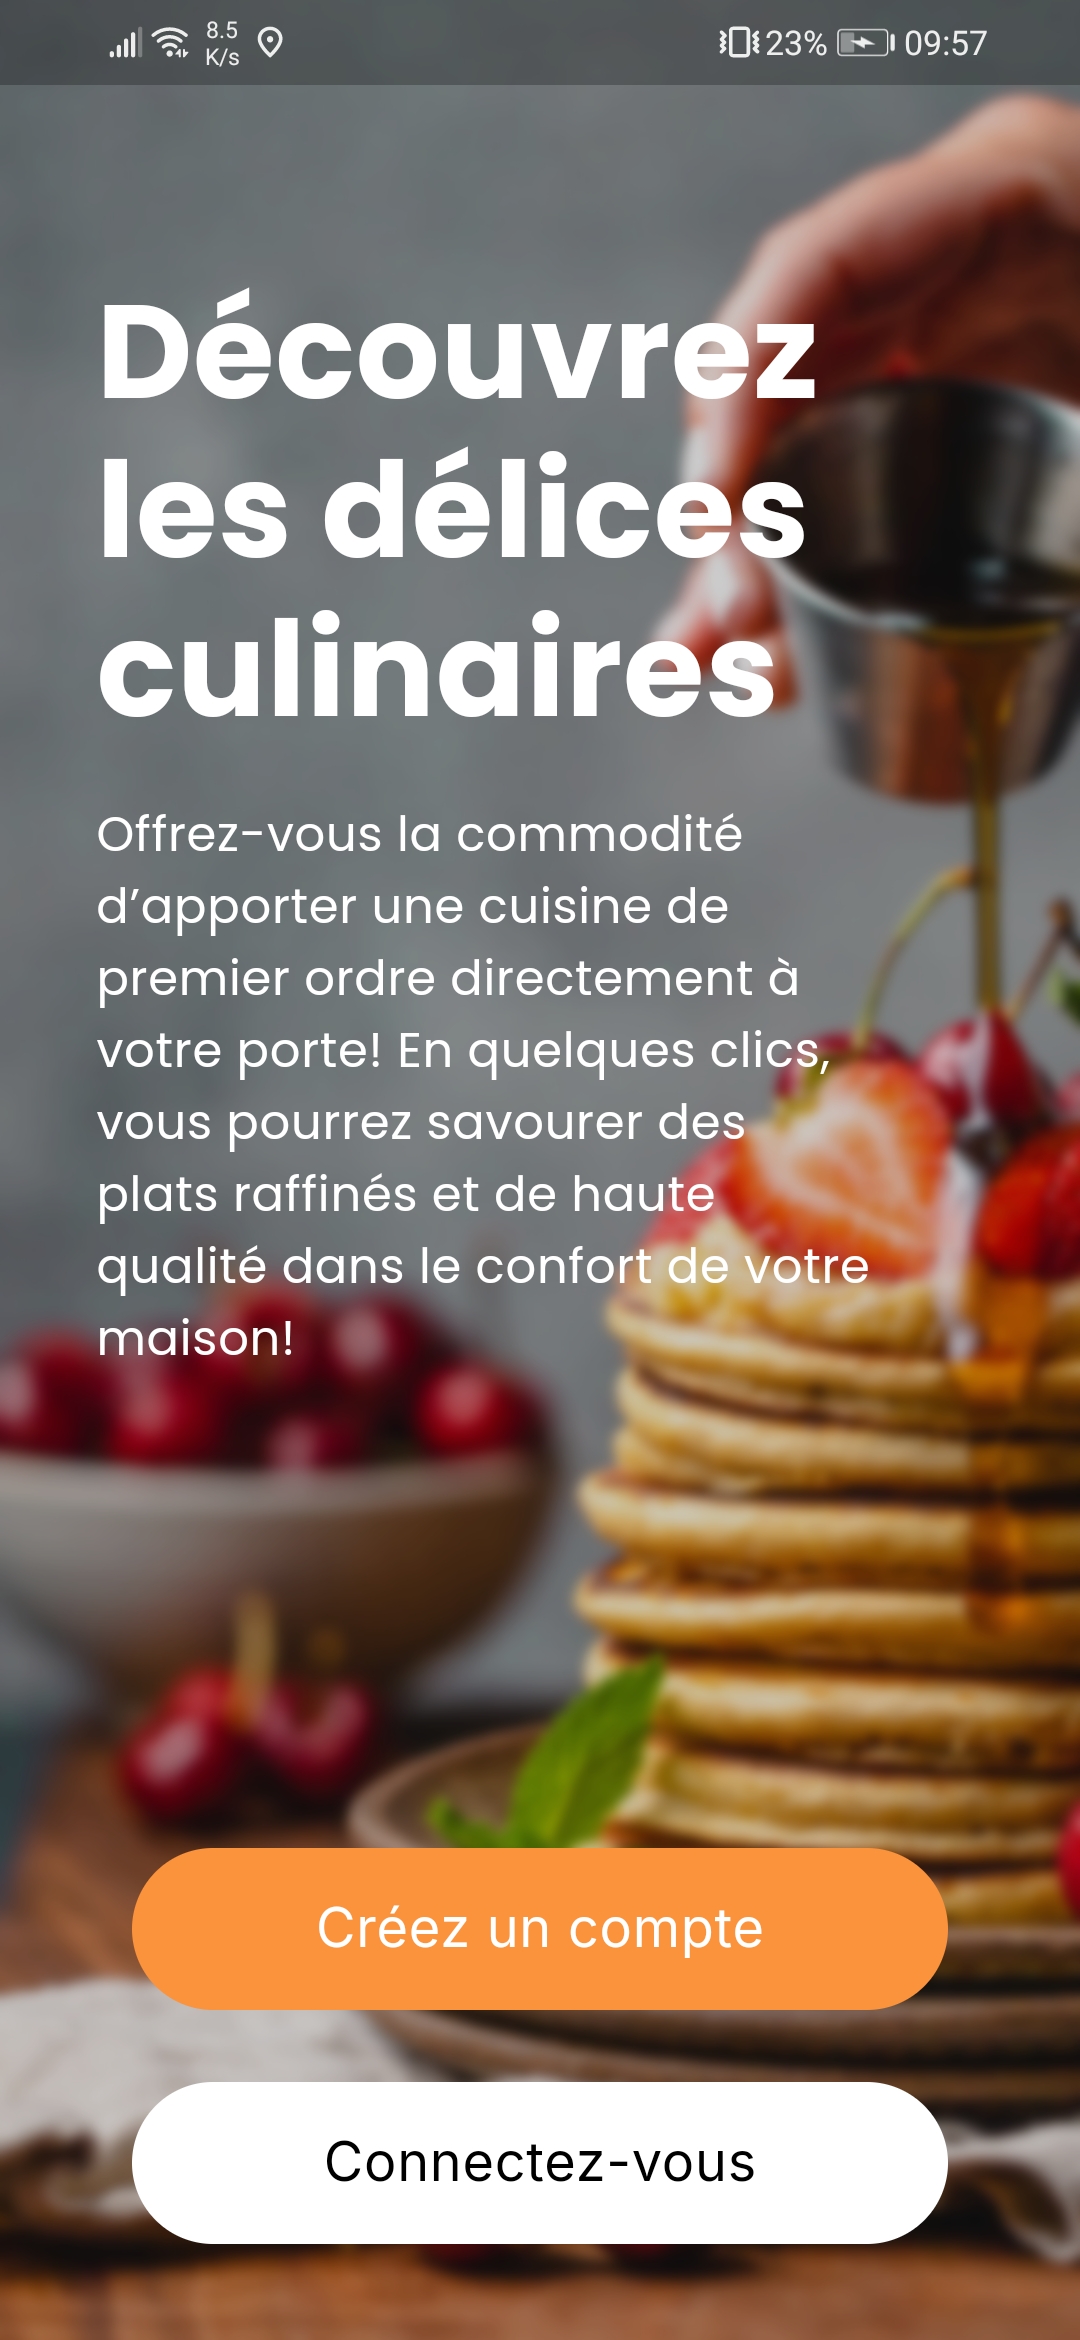 8.5
K/s
23%
09:57
Découvrez
les délices
culinaires
Offrez-vous la commodité
d’apporter une cuisine de
premier ordre directement à
votre porte! En quelques clics,
vous pourrez savourer des
plats raffinés et de haute
qualité dans le confort de votre
maison!
Créez un compte
Connectez-vous